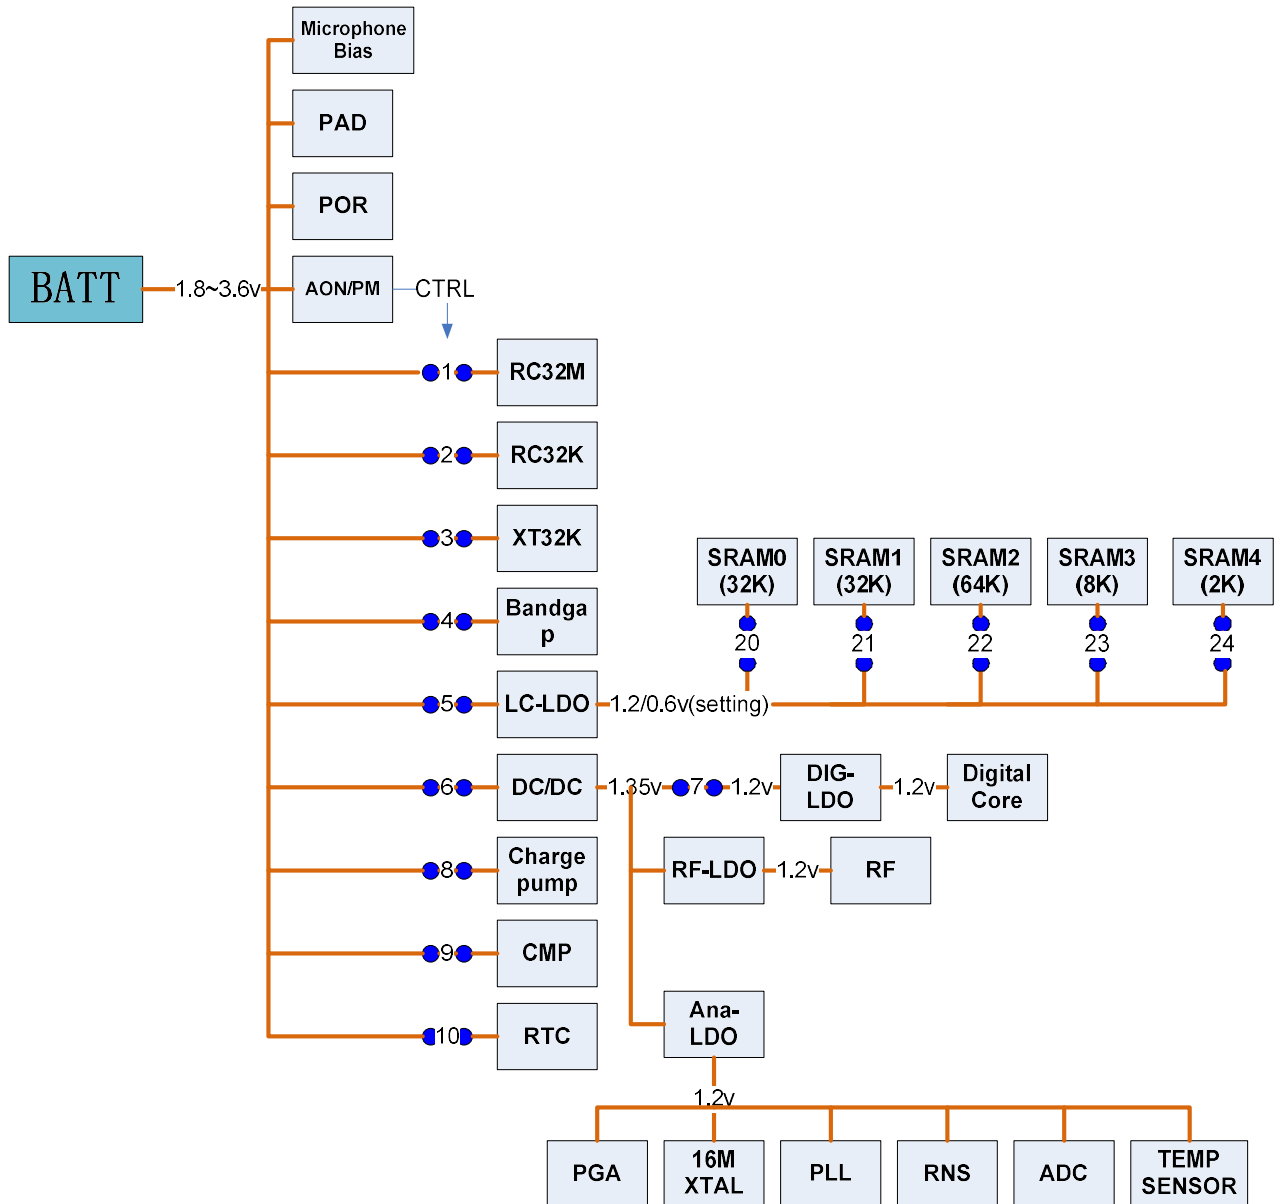 Microphone
Bias
PAD
POR
BATT
1.8~3.6v
AON/PM
CTRL
1
RC32M
2
RC32K
3
XT32K
SRAM0
(32K)
SRAM1
(32K)
SRAM2
(64K)
SRAM3
(8K)
SRAM4
(2K)
4
Bandga
p
20
21
22
23
24
5
LC-LDO
1.2/0.6v(setting)
6
DC/DC
1.35v
7
1.2v
DIG-
LDO
1.2v
Digital
Core
8
Charge
pump
RF-LDO
1.2v
RF
9
CMP
10
RTC
Ana-
LDO
1.2v
PGA
16M
XTAL
PLL
RNS
ADC
TEMP
SENSOR